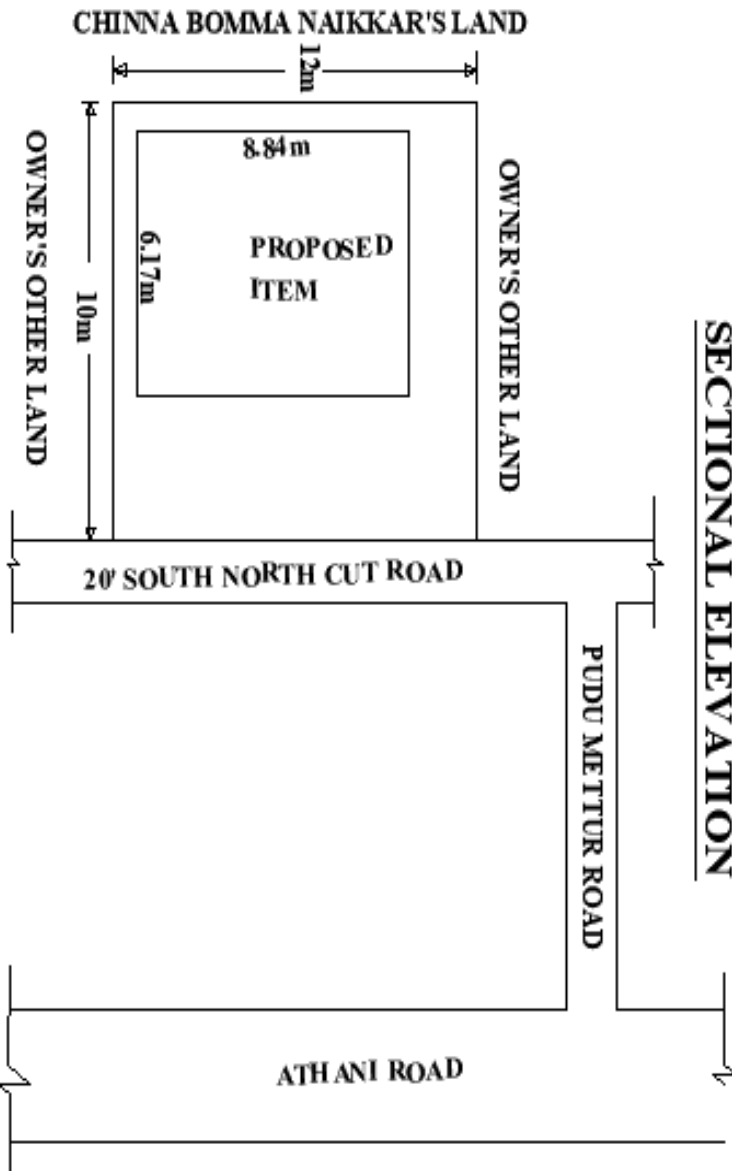 CHINNA BOMMA NAIKKAR'S LAND
12m
OWNER'S OTHER LAND
10m
8.84m
6.17m
PROPOSED
ITEM
OWNER'S OTHER LAND
SECTIONAL ELEVATION
20' SOUTH NORTH CUT ROAD
PUDU METTUR ROAD
ATHANI ROAD